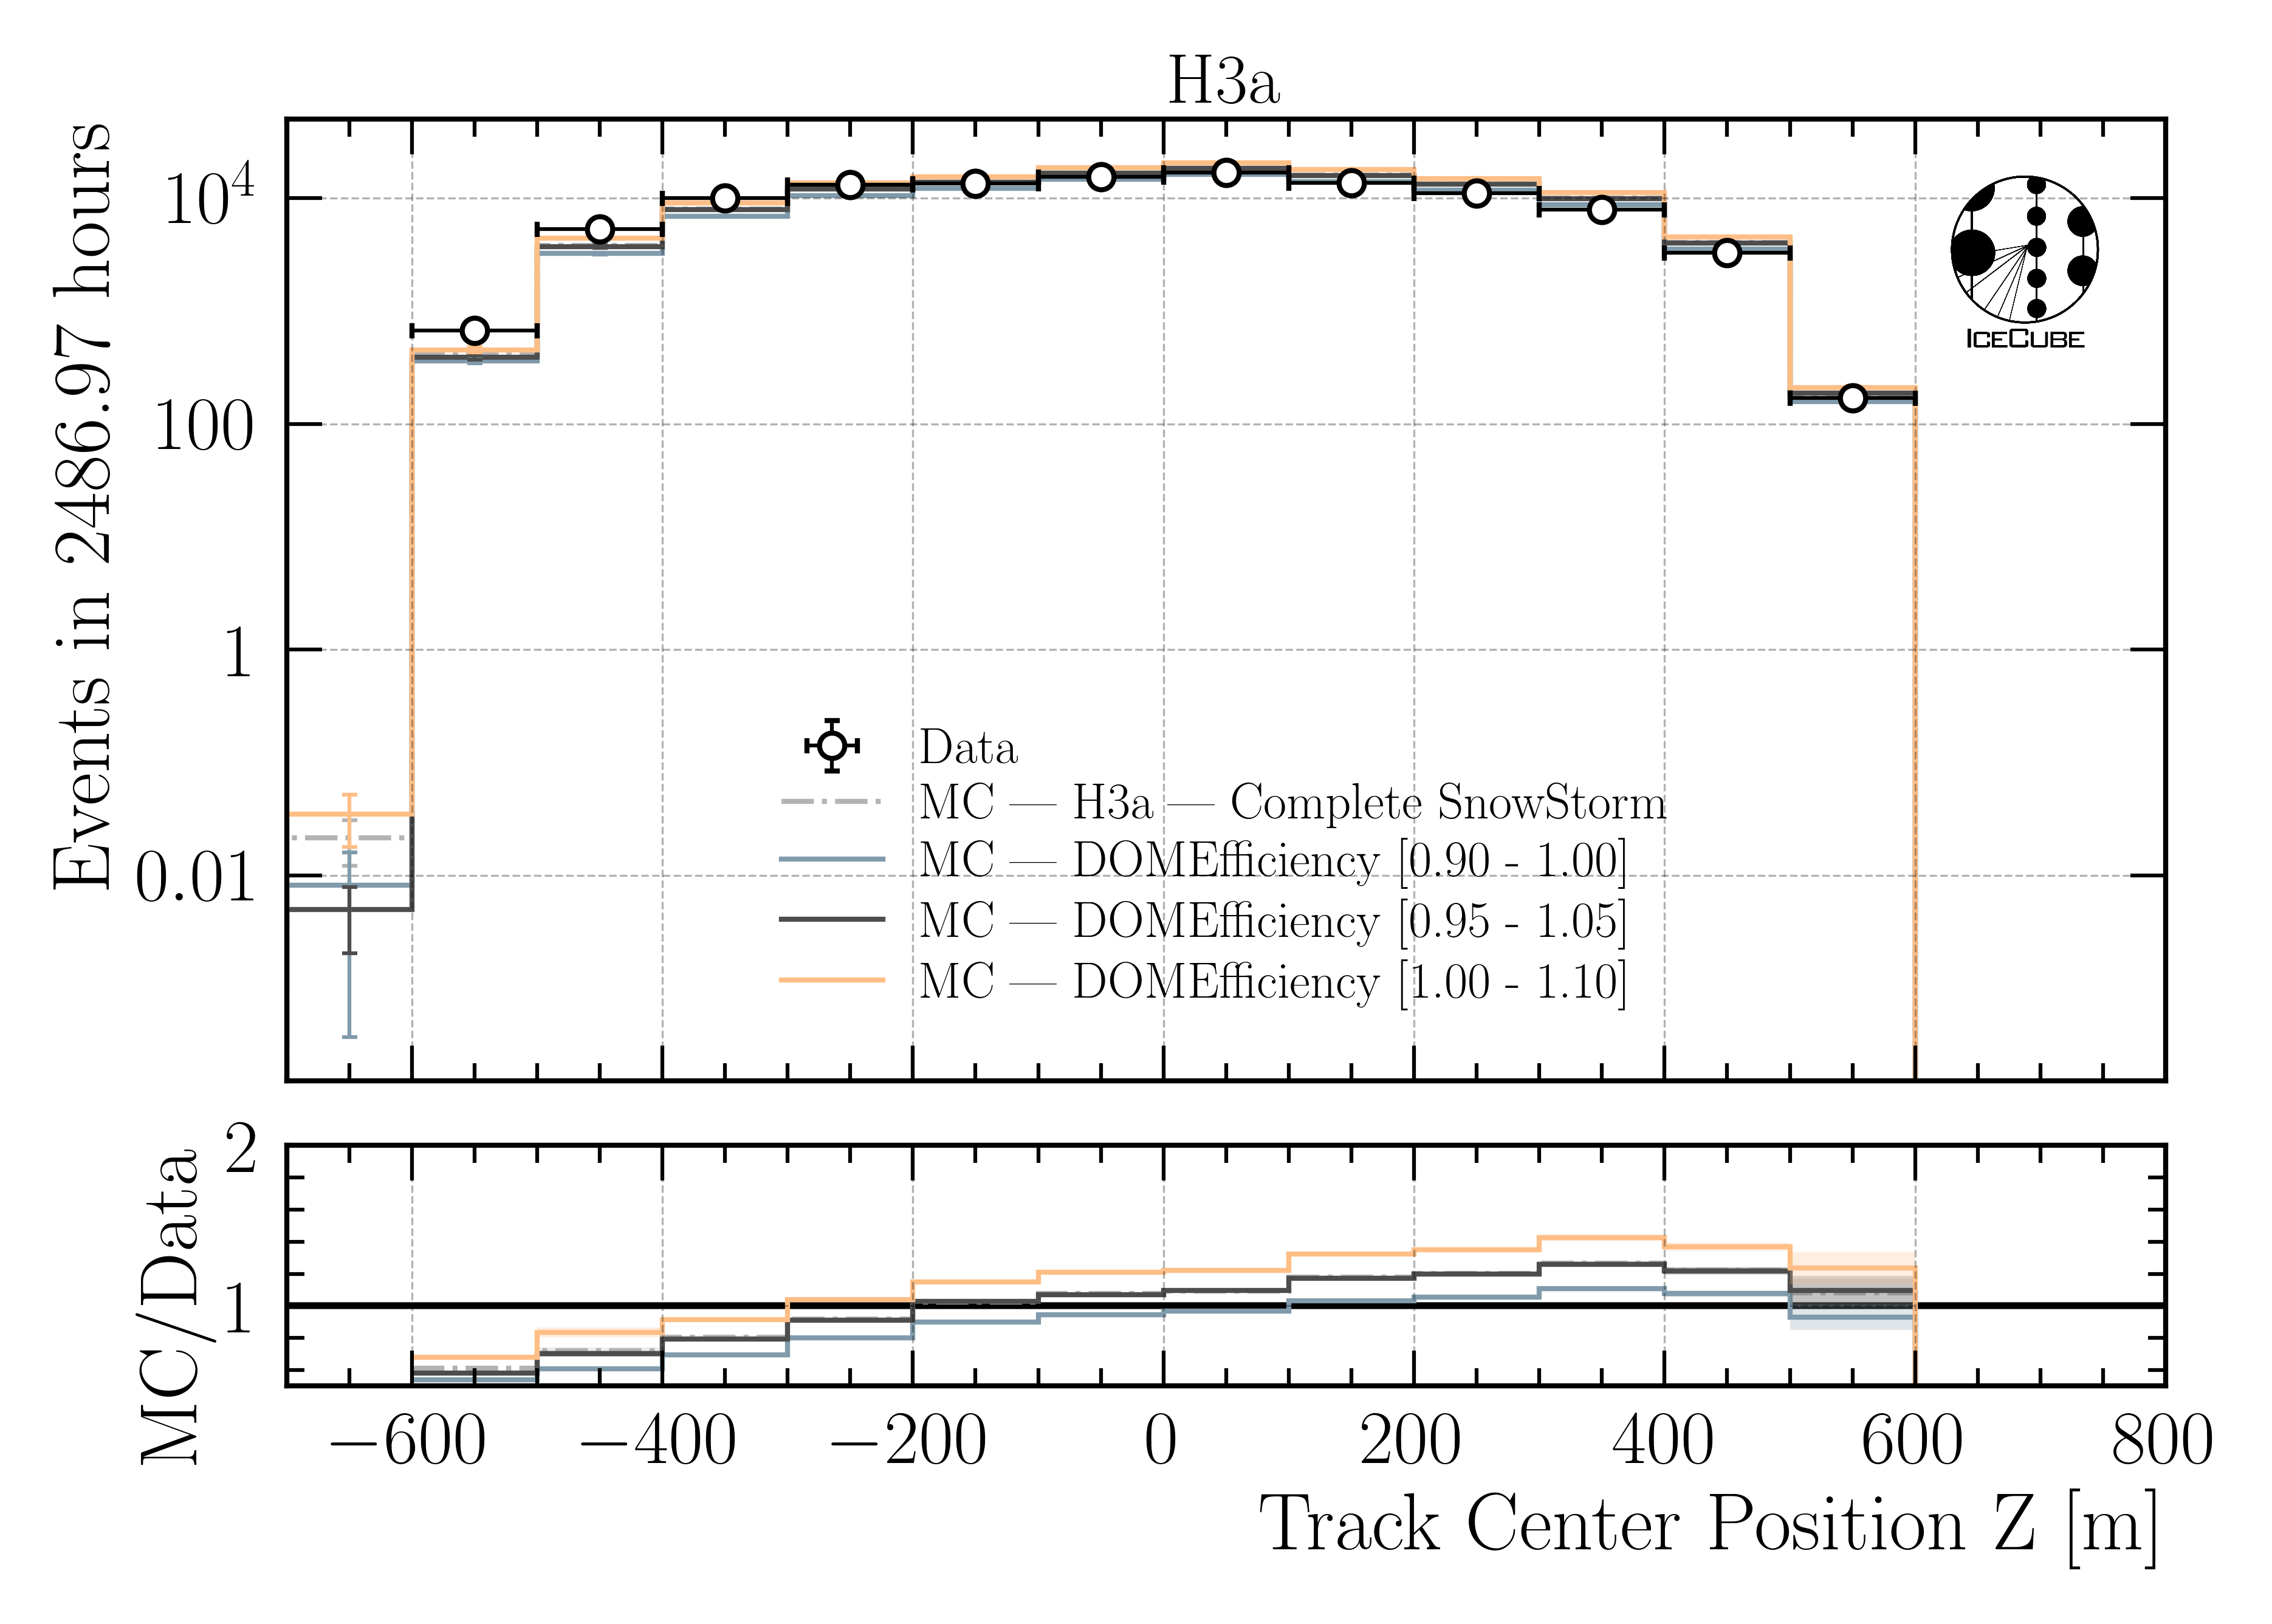 H3a
Events in 2486.97 hours
10⁴
100
1
0.01
ICECUBE
Data
MC — H3a — Complete SnowStorm
MC — DOMEfficiency [0.90 - 1.00]
MC — DOMEfficiency [0.95 - 1.05]
MC — DOMEfficiency [1.00 - 1.10]
MC/Data
2
1
−600 −400 −200 0 200 400 600 800
Track Center Position Z [m]